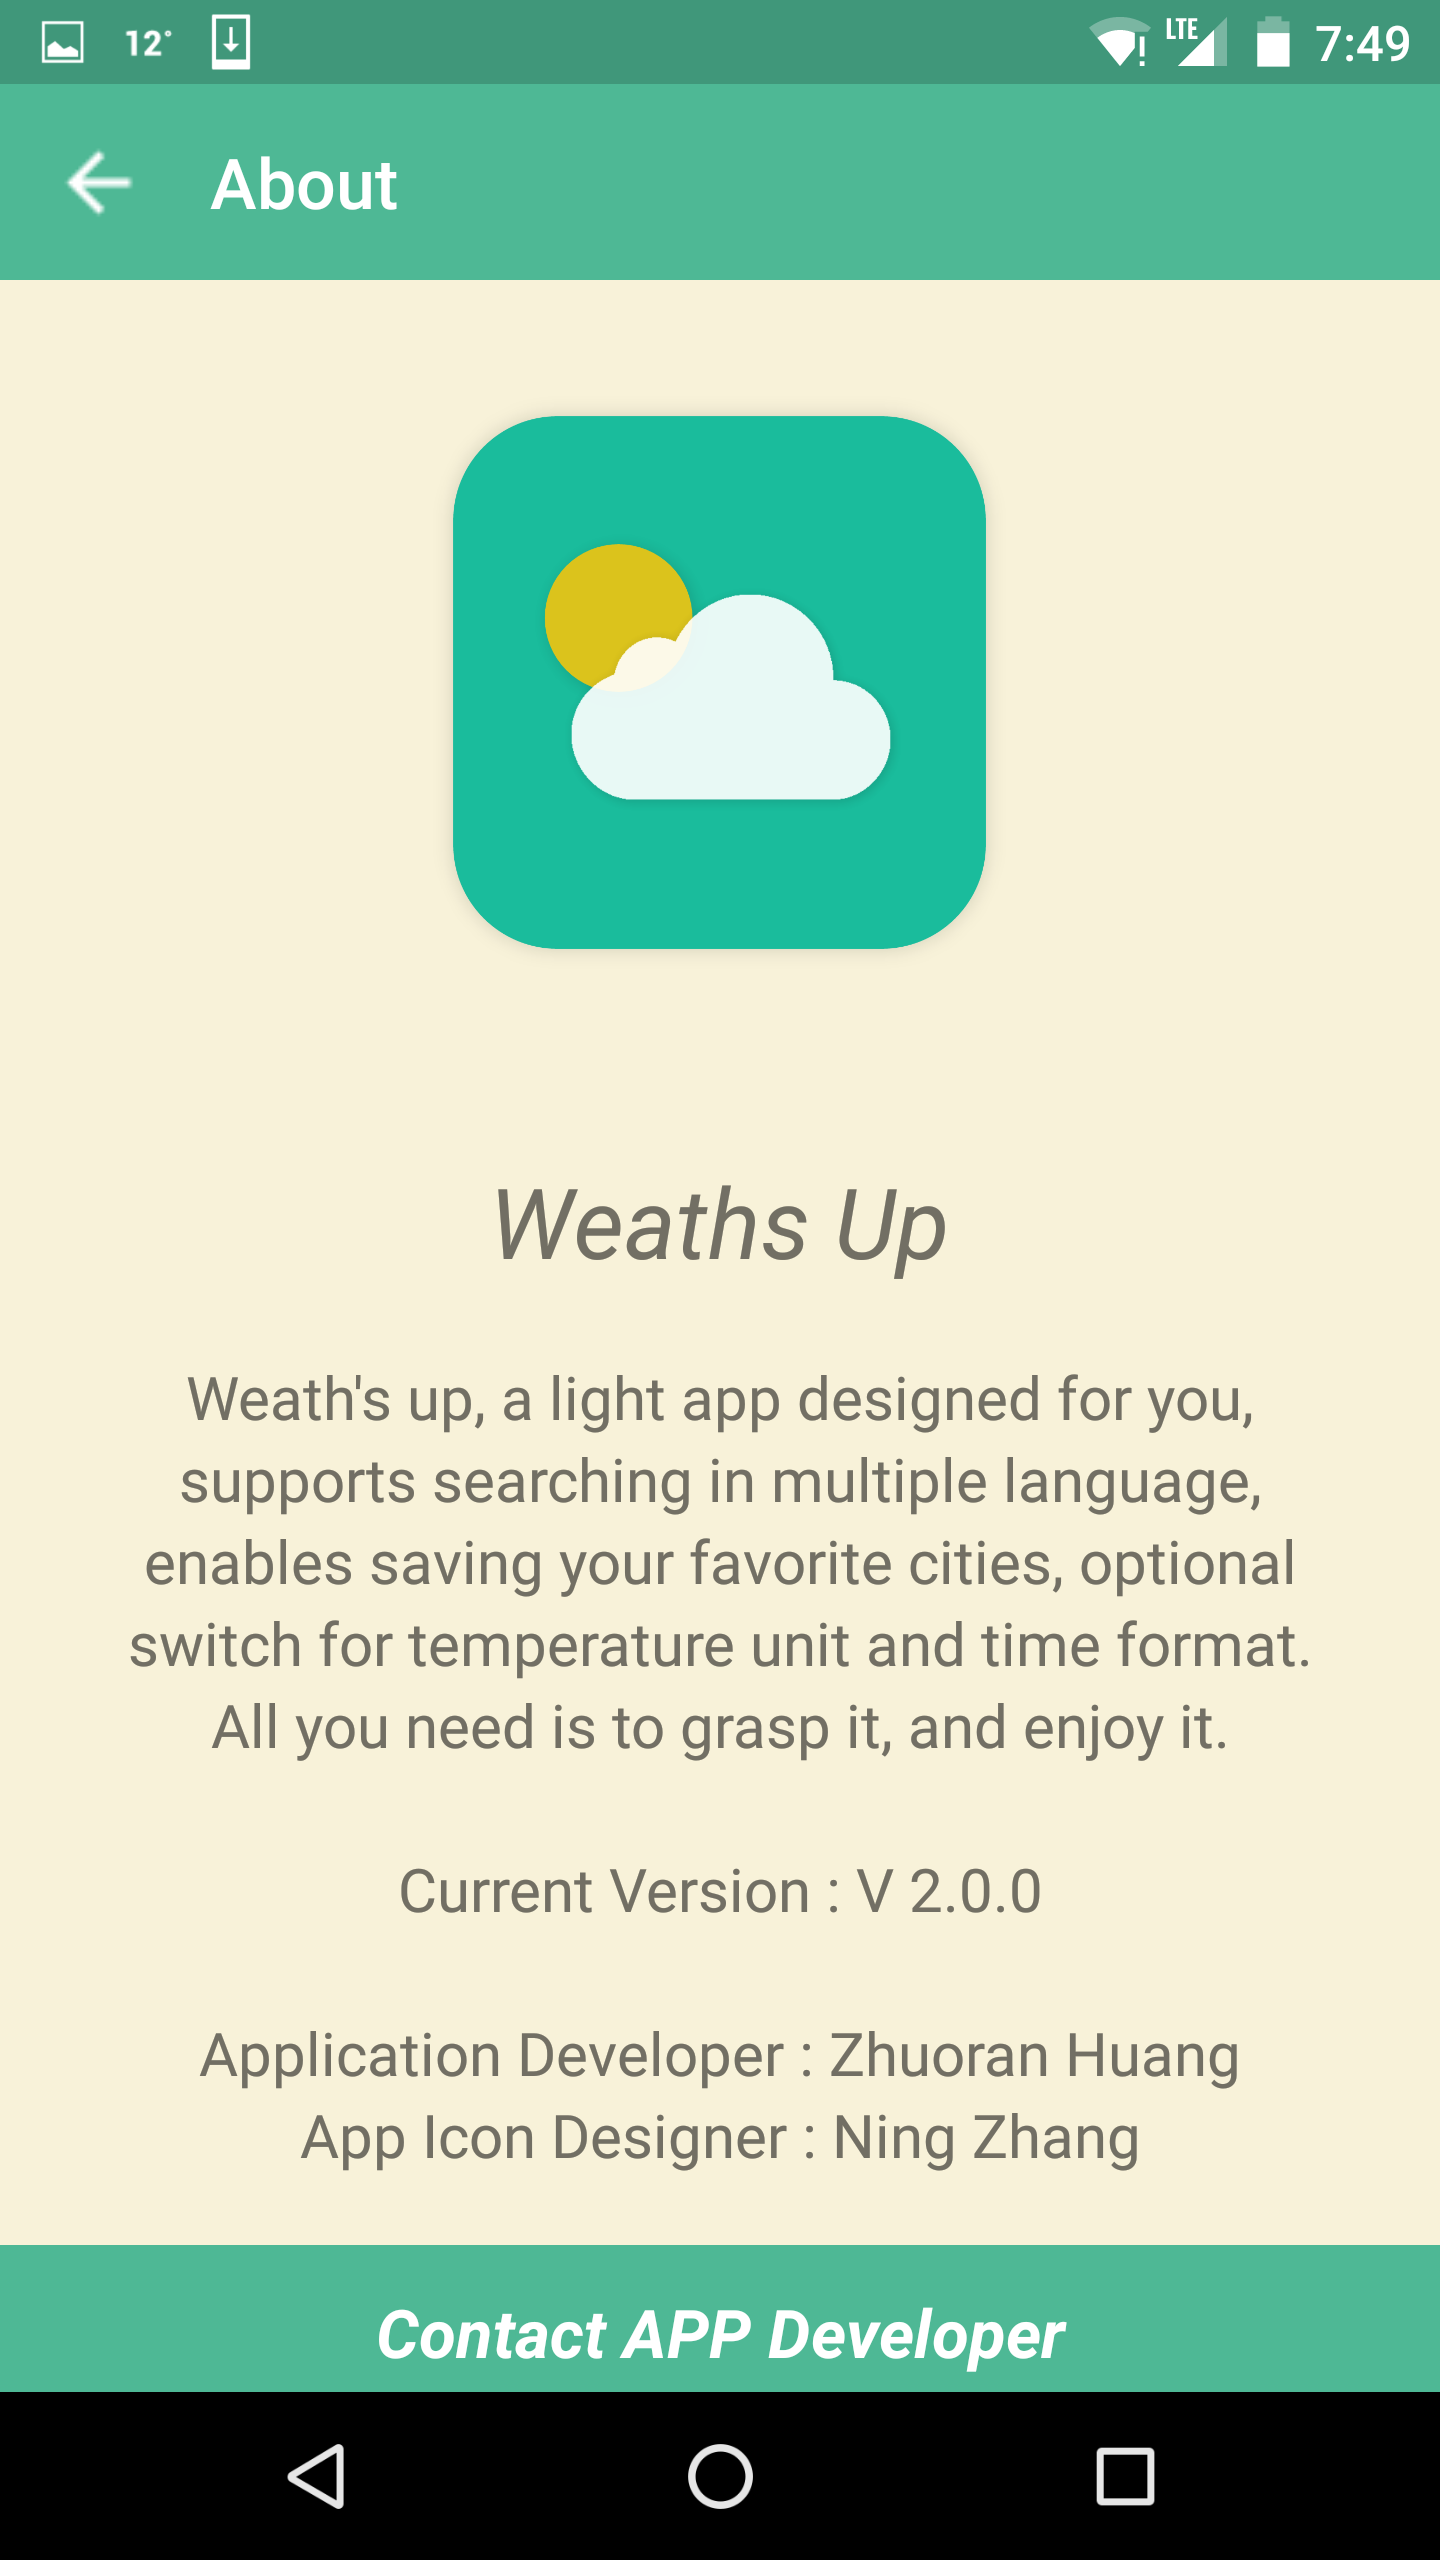 12° LTE 7:49
About
Weaths Up
Weath's up, a light app designed for you,
supports searching in multiple language,
enables saving your favorite cities, optional
switch for temperature unit and time format.
All you need is to grasp it, and enjoy it.
Current Version : V 2.0.0
Application Developer : Zhuoran Huang
App Icon Designer : Ning Zhang
Contact APP Developer